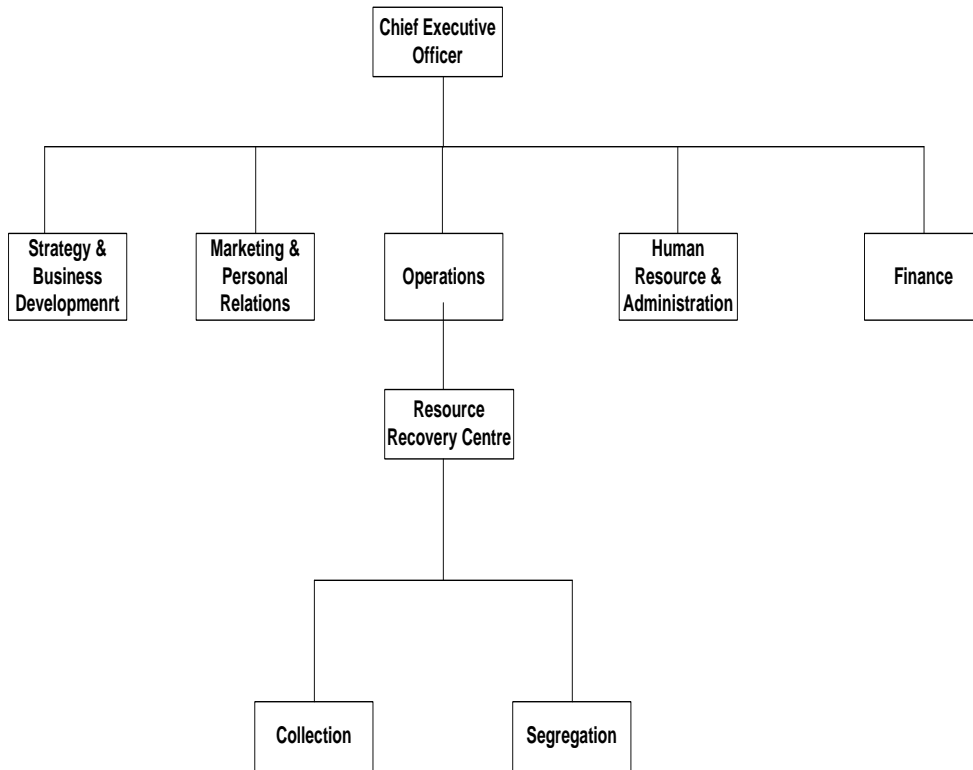 Chief Executive
Officer
Strategy &
Business
Developmenrt
Marketing &
Personal
Relations
Operations
Human
Resource &
Administration
Finance
Resource
Recovery Centre
Collection
Segregation